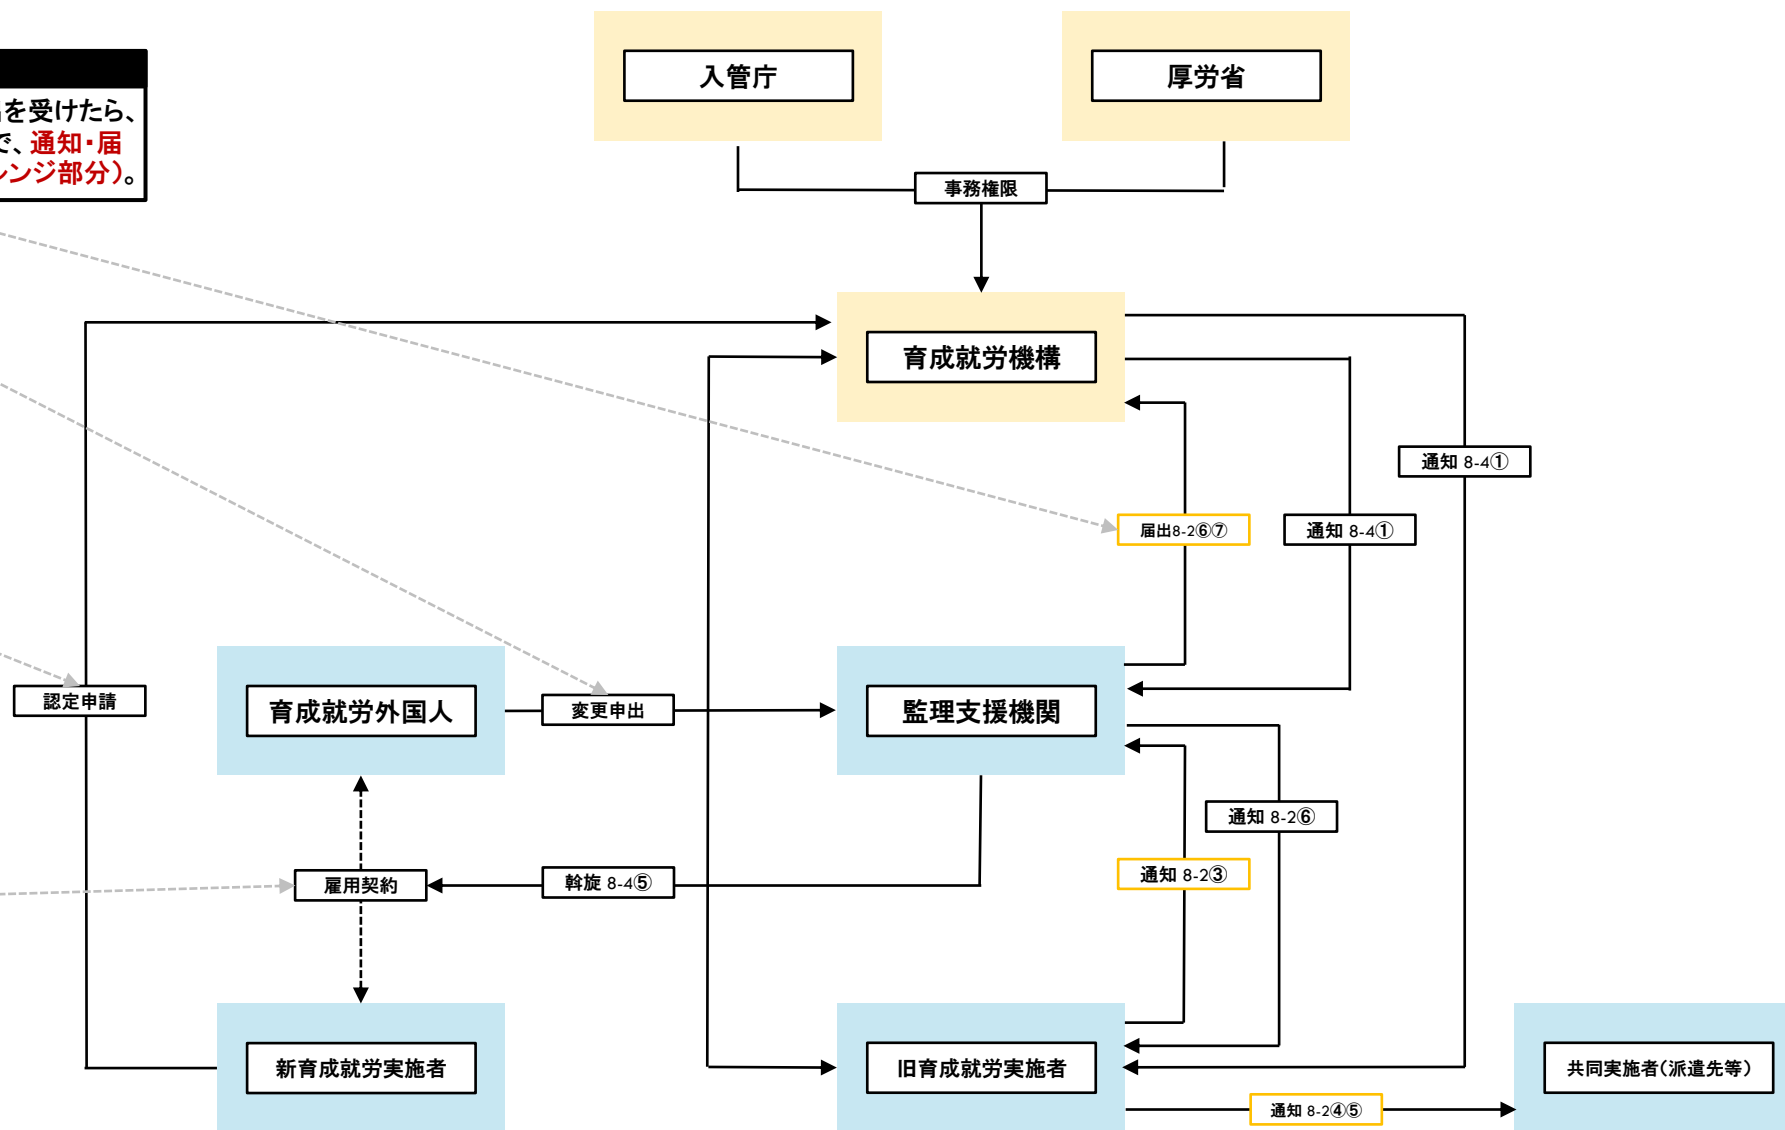 入管庁
厚労省
を受けたら、
で、通知・届
レンジ部分）。
事務権限
育成就労機構
通知 8-4①
届出8-2⑥⑦
通知 8-4①
認定申請
育成就労外国人
変更申出
監理支援機関
通知 8-2⑥
雇用契約
斡旋 8-4⑤
通知 8-2③
新育成就労実施者
旧育成就労実施者
共同実施者（派遣先等）
通知 8-2④⑤